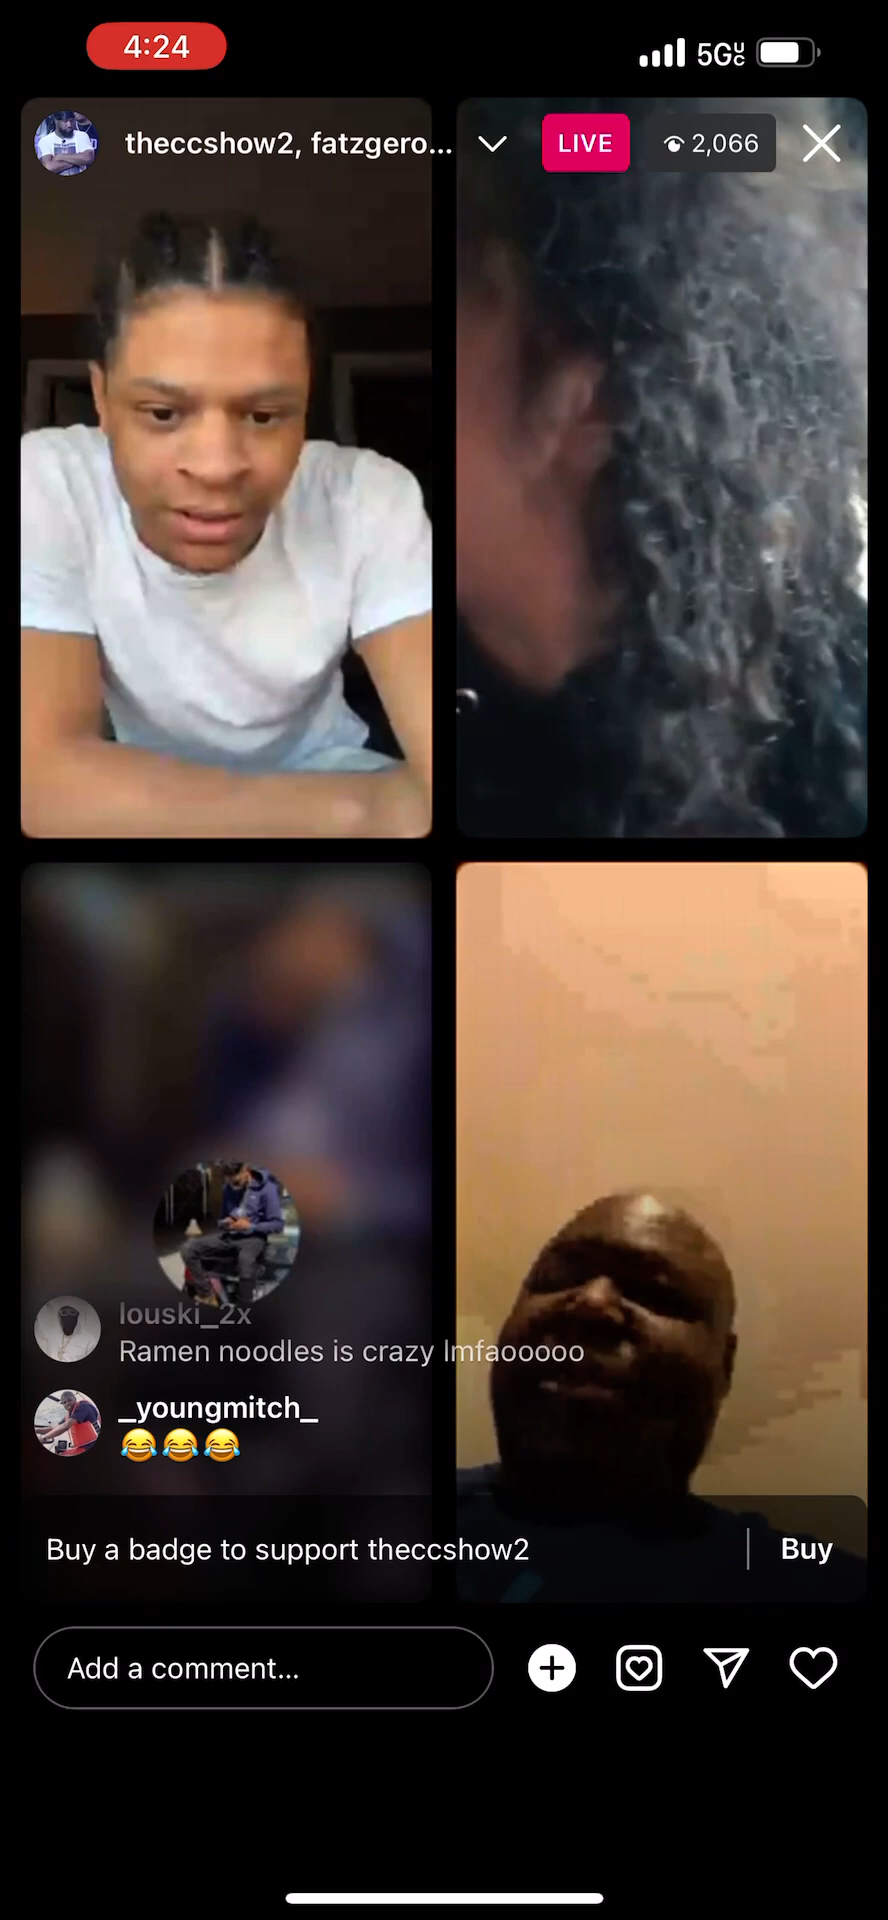 4:24
5GUC
theccshow2, fatzgero...
LIVE
2,066
louski_2x
Ramen noodles is crazy lmfaooooo
_youngmitch_
😂😂😂
Buy a badge to support theccshow2
Buy
Add a comment...